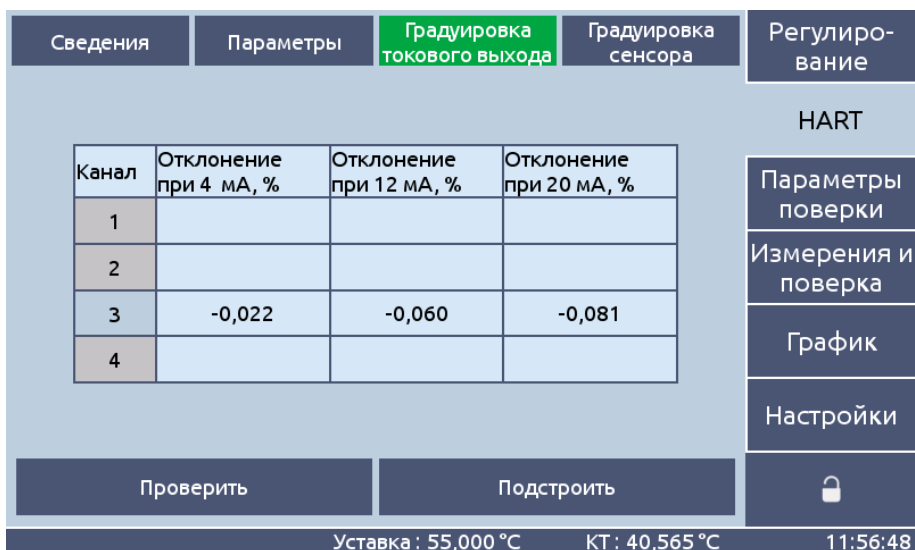 Сведения
Параметры
Градуировка
токового выхода
Градуировка
сенсора
Регулиро-
вание
HART
Параметры
поверки
Измерения и
поверка
График
Настройки
Канал
Отклонение
при 4 мА, %
Отклонение
при 12 мА, %
Отклонение
при 20 мА, %
1
2
3 -0,022 -0,060 -0,081
4
Проверить
Подстроить
Уставка : 55,000 °C КТ : 40,565 °C 11:56:48